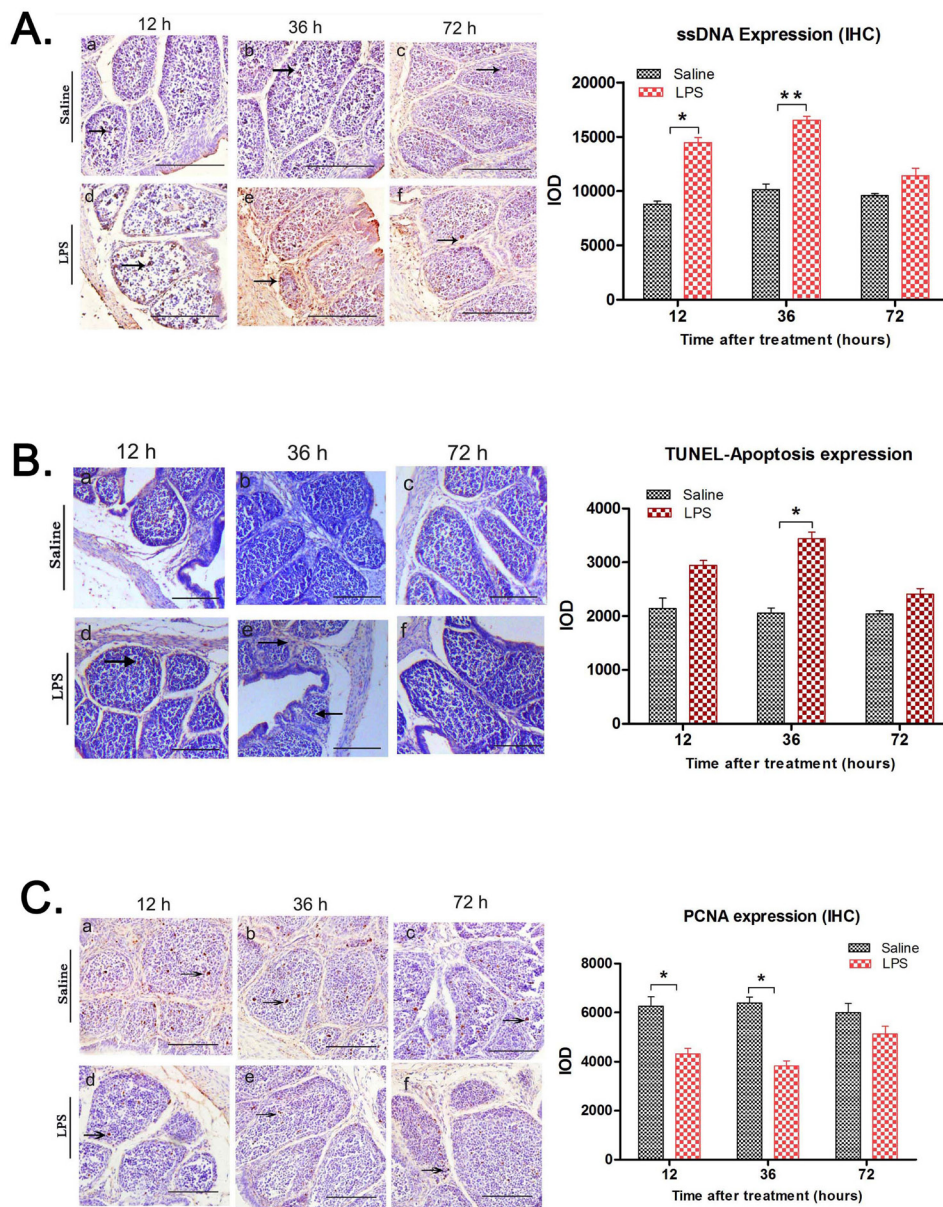 A.
12 h 36 h 72 h
Saline
a b c
LPS
d e f
ssDNA Expression (IHC)
Saline
LPS
* **
IOD
20000
15000
10000
5000
0
12 36 72
Time after treatment (hours)
B.
12 h 36 h 72 h
Saline
a b c
LPS
d e f
TUNEL-Apoptosis expression
Saline
LPS
*
IOD
4000
3000
2000
1000
0
12 36 72
Time after treatment (hours)
C.
12 h 36 h 72 h
Saline
a b c
LPS
d e f
PCNA expression (IHC)
Saline
LPS
* *
IOD
8000
6000
4000
2000
0
12 36 72
Time after treatment (hours)